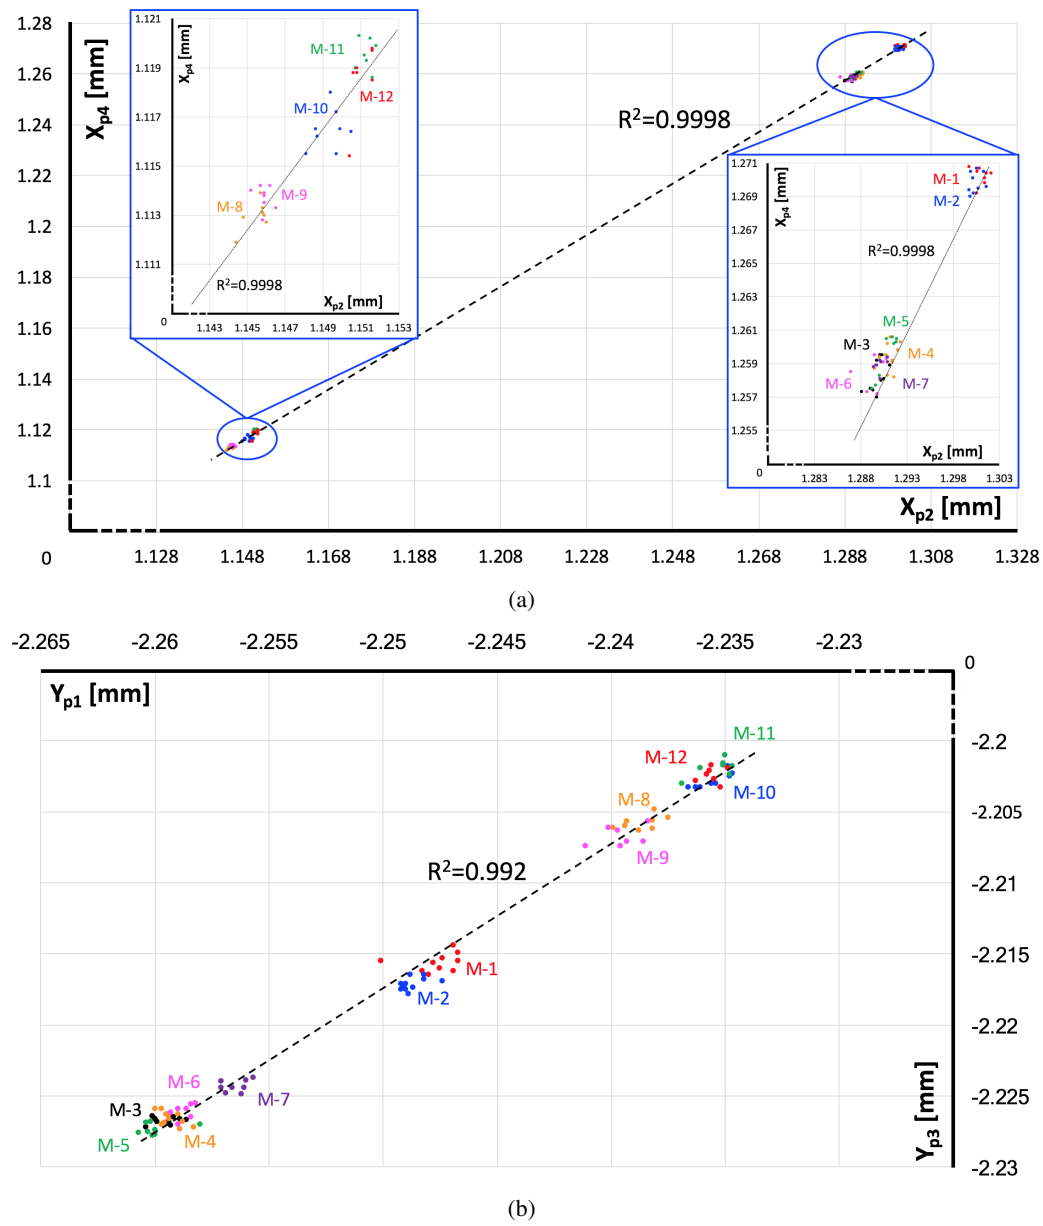 1.28
1.26
1.24
1.22
1.2
1.18
1.16
1.14
1.12
1.1
X_p4 [mm]
1.121
1.119
1.117
1.115
1.113
1.111
0
X_p4 [mm]
M-11
M-12
M-10
M-9
M-8
R²=0.9998
X_p2 [mm]
1.143 1.145 1.147 1.149 1.151 1.153
R²=0.9998
1.271
1.269
1.267
1.265
1.263
1.261
1.259
1.257
1.255
0
X_p4 [mm]
M-1
M-2
R²=0.9998
M-5
M-3
M-4
M-6
M-7
X_p2 [mm]
1.283 1.288 1.293 1.298 1.303
X_p2 [mm]
0 1.128 1.148 1.168 1.188 1.208 1.228 1.248 1.268 1.288 1.308 1.328
(a)
-2.265 -2.26 -2.255 -2.25 -2.245 -2.24 -2.235 -2.23
0
Y_p1 [mm]
M-11
-2.2
M-12
M-10
M-8
-2.205
M-9
R²=0.992
-2.21
-2.215
M-1
M-2
-2.22
M-6
M-7
-2.225
M-3
M-5
M-4
Y_p3 [mm]
-2.23
(b)